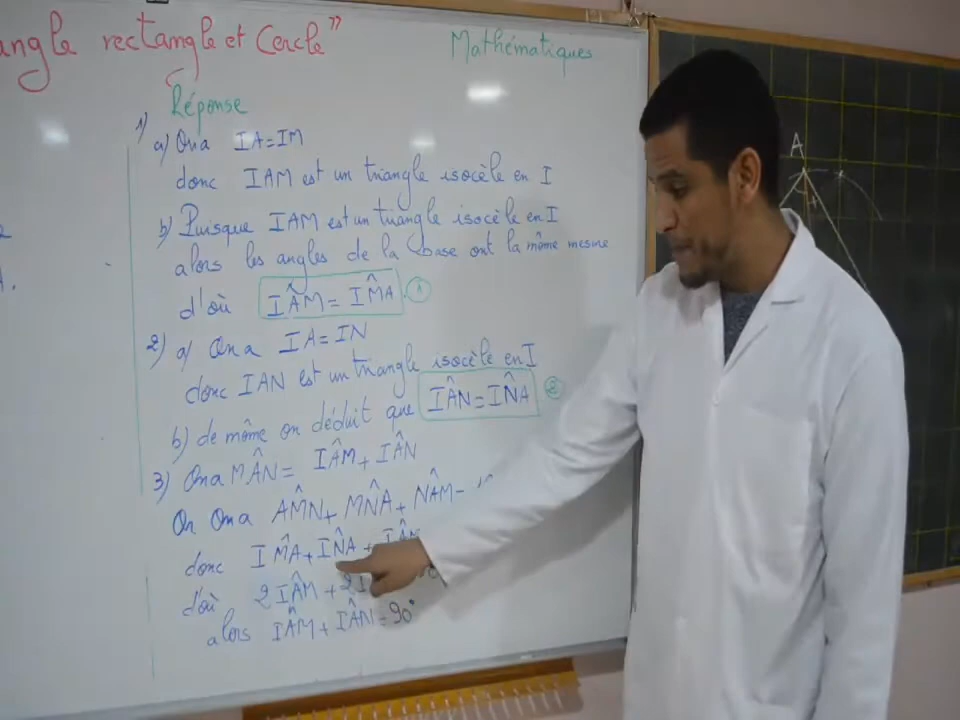 angle rectangle et Cercle"
Mathématiques
Réponse
1) a) On a IA=IM
donc IAM est un triangle isocèle en I
b) Puisque IAM est un triangle isocèle en I
alors les angles de la base ont la même mesure
d'où IÂM = IM̂A. ①
2) a) On a IA=IN
donc IAN est un triangle isocèle en I
b) de même on déduit que IÂN = IN̂A ②
3) On a MÂN = IÂM + IÂN
Or On a AM̂N + MN̂A + NÂM =
donc IM̂A + IN̂A +
d'où 2IÂM + 2I
alors IÂM + IÂN = 90°
A